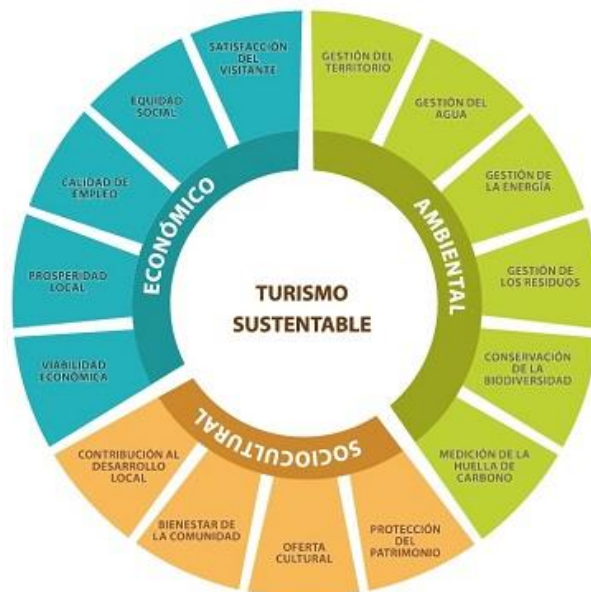 TURISMO
SUSTENTABLE
ECONÓMICO
SATISFACCIÓN
DEL
VISITANTE
EQUIDAD
SOCIAL
CALIDAD DE
EMPLEO
PROSPERIDAD
LOCAL
VIABILIDAD
ECONÓMICA
AMBIENTAL
GESTIÓN DEL
TERRITORIO
GESTIÓN DEL
AGUA
GESTIÓN DE
LA ENERGÍA
GESTIÓN DE
LOS RESIDUOS
CONSERVACIÓN
DE LA
BIODIVERSIDAD
MEDICIÓN DE LA
HUELLA DE
CARBONO
SOCIOCULTURAL
PROTECCIÓN
DEL
PATRIMONIO
OFERTA
CULTURAL
BIENESTAR DE
LA COMUNIDAD
CONTRIBUCIÓN AL
DESARROLLO
LOCAL